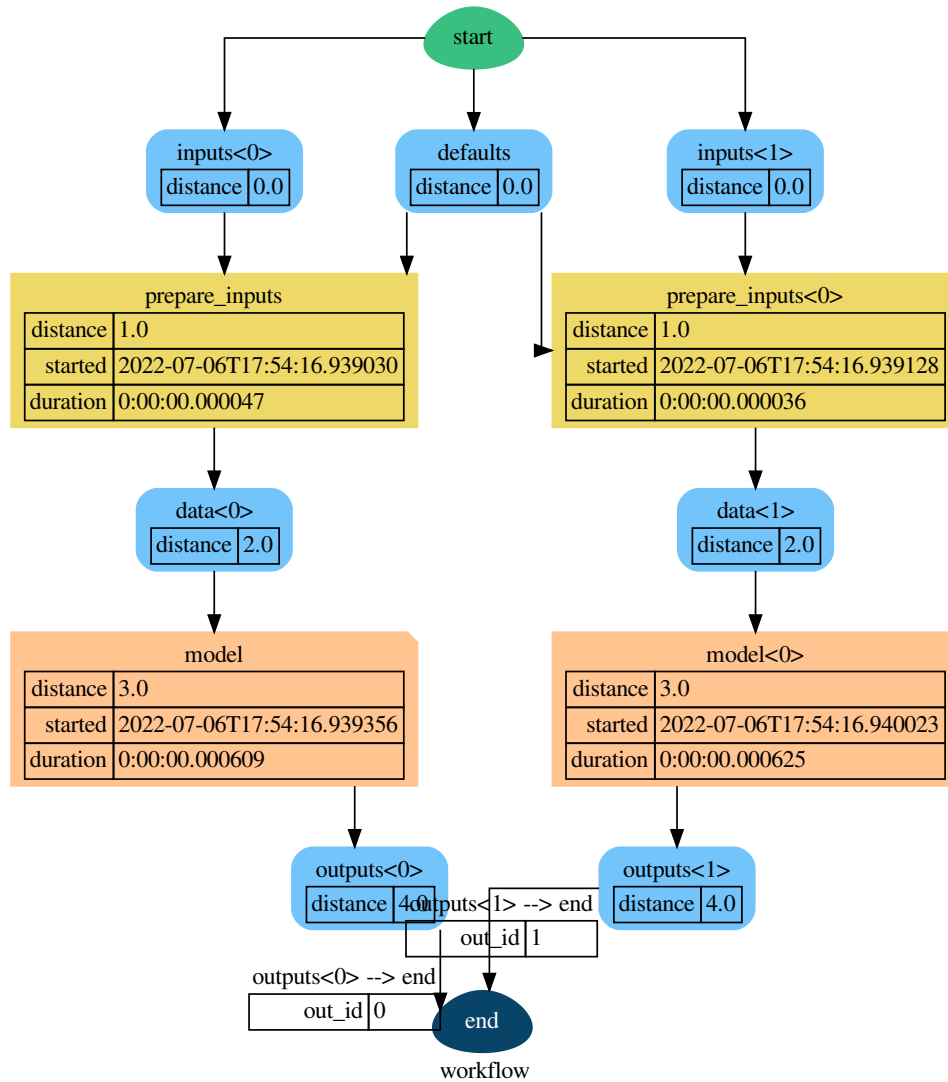 start
inputs<0>
distance 0.0
defaults
distance 0.0
inputs<1>
distance 0.0
prepare_inputs
distance 1.0
started 2022-07-06T17:54:16.939030
duration 0:00:00.000047
prepare_inputs<0>
distance 1.0
started 2022-07-06T17:54:16.939128
duration 0:00:00.000036
data<0>
distance 2.0
data<1>
distance 2.0
model
distance 3.0
started 2022-07-06T17:54:16.939356
duration 0:00:00.000609
model<0>
distance 3.0
started 2022-07-06T17:54:16.940023
duration 0:00:00.000625
outputs<0>
distance 4.0
outputs<1>
distance 4.0
outputs<1> --> end
out_id 1
outputs<0> --> end
out_id 0
end
workflow